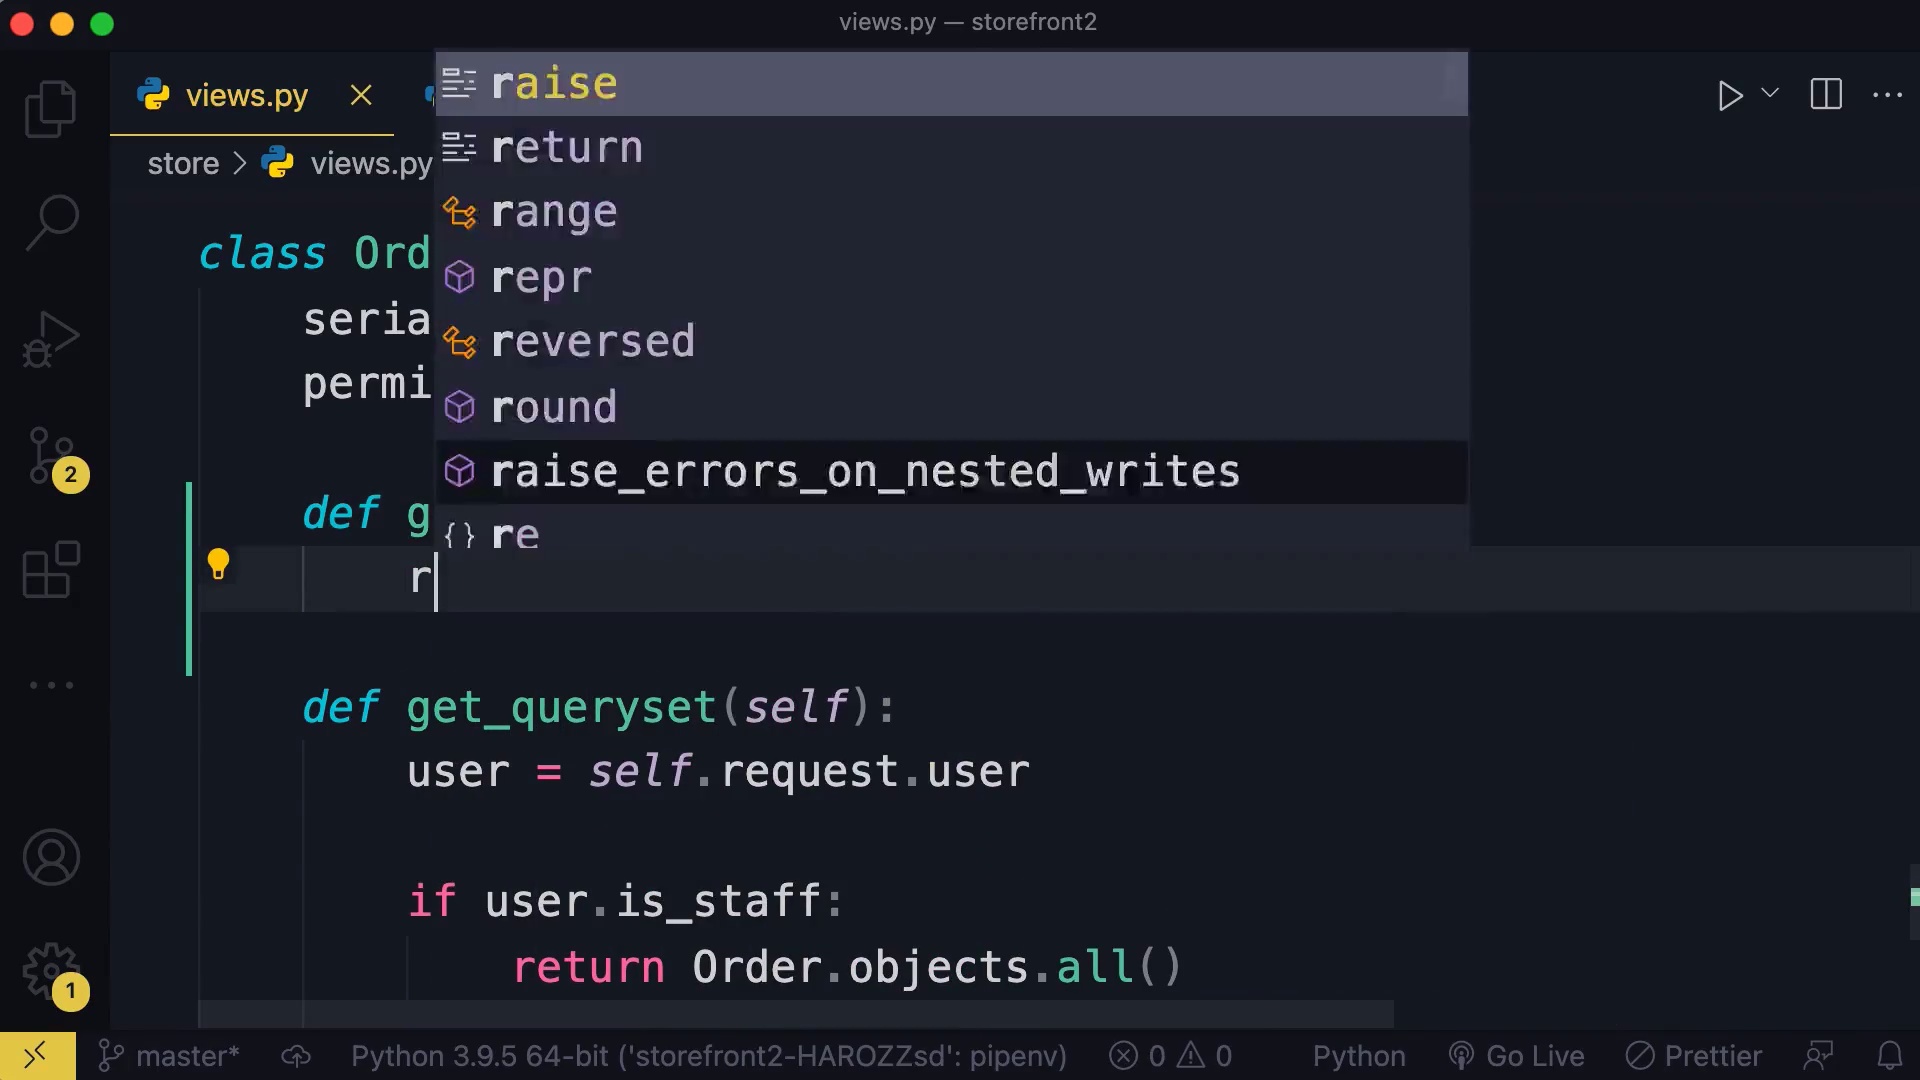 views.py — storefront2
views.py
store > views.py
raise
return
range
repr
reversed
round
raise_errors_on_nested_writes
{} re
class Ord
seria
permi
def g
r
def get_queryset(self):
user = self.request.user
if user.is_staff:
return Order.objects.all()
2
1
master* Python 3.9.5 64-bit ('storefront2-HAROZZsd': pipenv) 0 0 Python Go Live Prettier